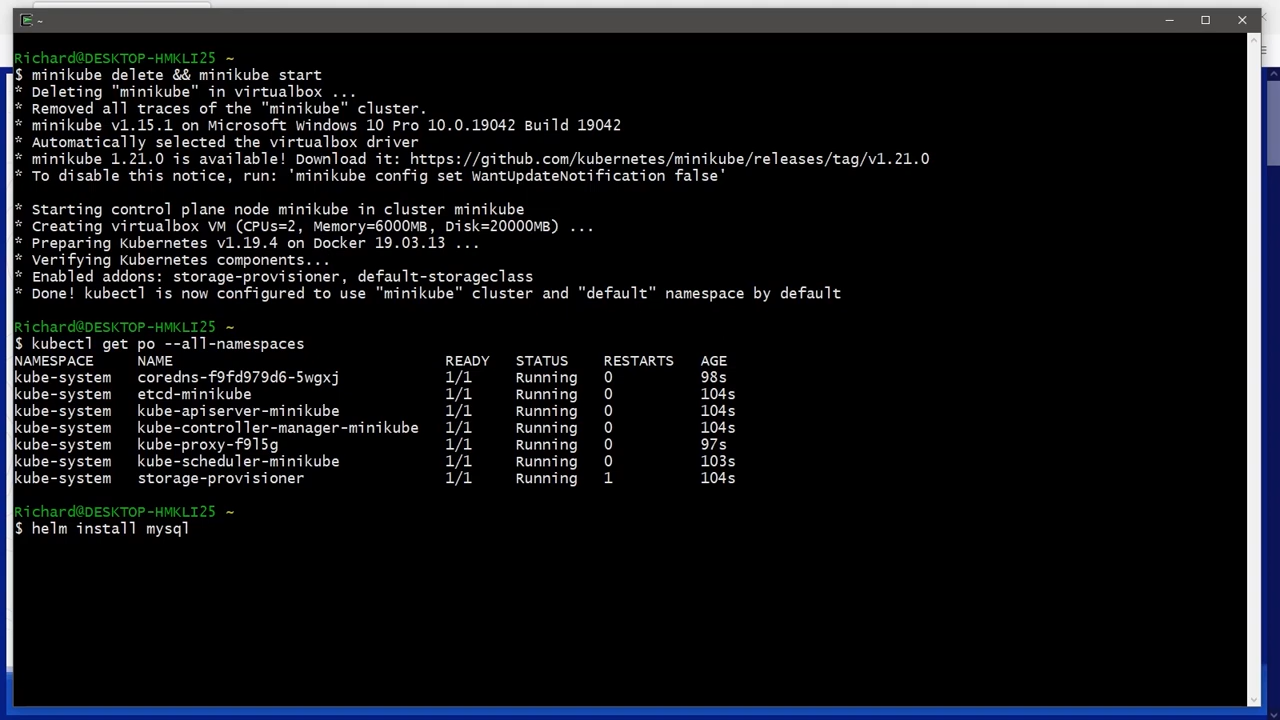 ~
Richard@DESKTOP-HMKLI25 ~
$ minikube delete && minikube start
* Deleting "minikube" in virtualbox ...
* Removed all traces of the "minikube" cluster.
* minikube v1.15.1 on Microsoft Windows 10 Pro 10.0.19042 Build 19042
* Automatically selected the virtualbox driver
* minikube 1.21.0 is available! Download it: https://github.com/kubernetes/minikube/releases/tag/v1.21.0
* To disable this notice, run: 'minikube config set WantUpdateNotification false'
* Starting control plane node minikube in cluster minikube
* Creating virtualbox VM (CPUs=2, Memory=6000MB, Disk=20000MB) ...
* Preparing Kubernetes v1.19.4 on Docker 19.03.13 ...
* Verifying Kubernetes components...
* Enabled addons: storage-provisioner, default-storageclass
* Done! kubectl is now configured to use "minikube" cluster and "default" namespace by default
Richard@DESKTOP-HMKLI25 ~
$ kubectl get po --all-namespaces
NAMESPACE NAME READY STATUS RESTARTS AGE
kube-system coredns-f9fd979d6-5wgxj 1/1 Running 0 98s
kube-system etcd-minikube 1/1 Running 0 104s
kube-system kube-apiserver-minikube 1/1 Running 0 104s
kube-system kube-controller-manager-minikube 1/1 Running 0 104s
kube-system kube-proxy-f9l5g 1/1 Running 0 97s
kube-system kube-scheduler-minikube 1/1 Running 0 103s
kube-system storage-provisioner 1/1 Running 1 104s
Richard@DESKTOP-HMKLI25 ~
$ helm install mysql